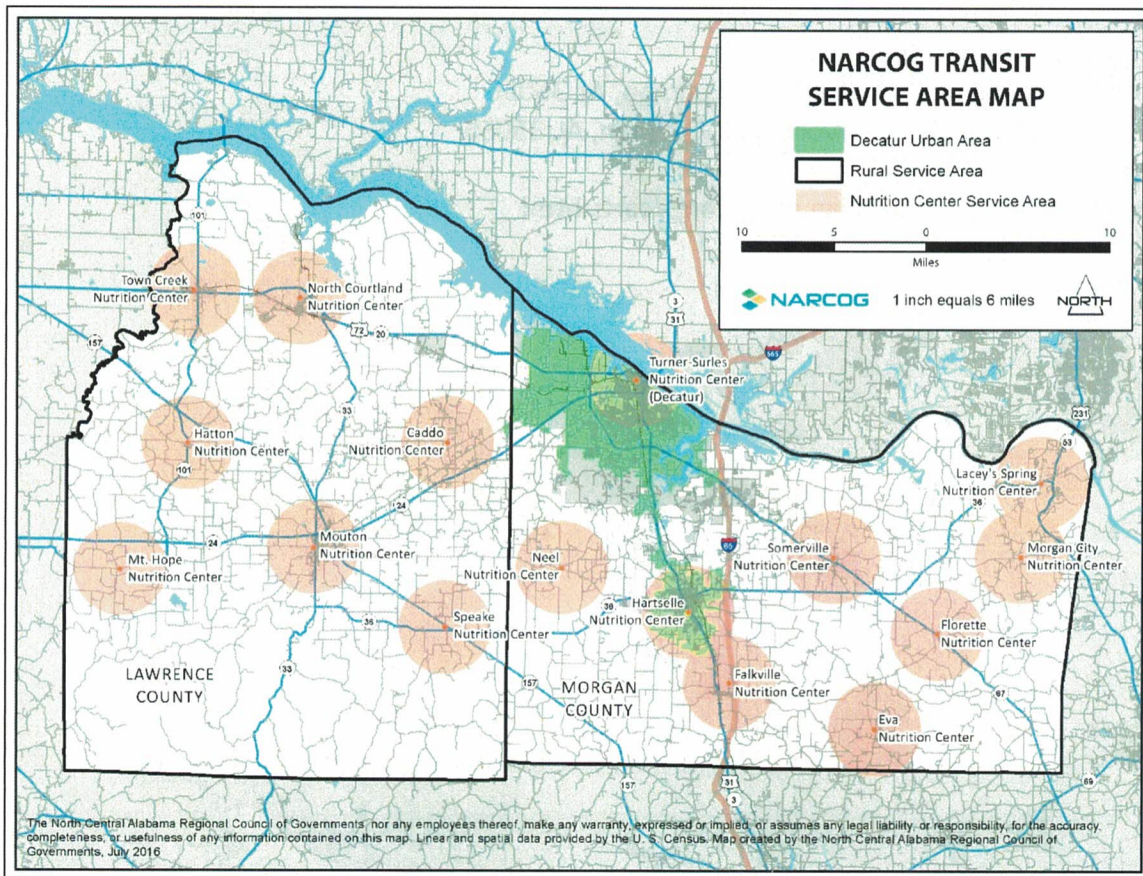 NARCOG TRANSIT
SERVICE AREA MAP
Decatur Urban Area
Rural Service Area
Nutrition Center Service Area
10 5 0 10
Miles
NARCOG
1 inch equals 6 miles
NORTH
101
Town Creek
Nutrition Center
North Courtland
Nutrition Center
72
20
157
3
31
565
Turner-Surles
Nutrition Center
(Decatur)
231
33
Hatton
Nutrition Center
101
Caddo
Nutrition Center
53
Lacey's Spring
Nutrition Center
36
24
24
Mouton
Nutrition Center
Mt. Hope
Nutrition Center
Neel
Nutrition Center
65
Somerville
Nutrition Center
Morgan City
Nutrition Center
36
Speake
Nutrition Center
Hartselle
Nutrition Center
Florette
Nutrition Center
33
LAWRENCE
COUNTY
157
MORGAN
COUNTY
Falkville
Nutrition Center
67
Eva
Nutrition Center
157
31
3
69
The North Central Alabama Regional Council of Governments, nor any employees thereof, make any warranty, expressed or implied, or assumes any legal liability, or responsibility, for the accuracy,
completeness, or usefulness of any information contained on this map. Linear and spatial data provided by the U. S. Census. Map created by the North Central Alabama Regional Council of
Governments, July 2016